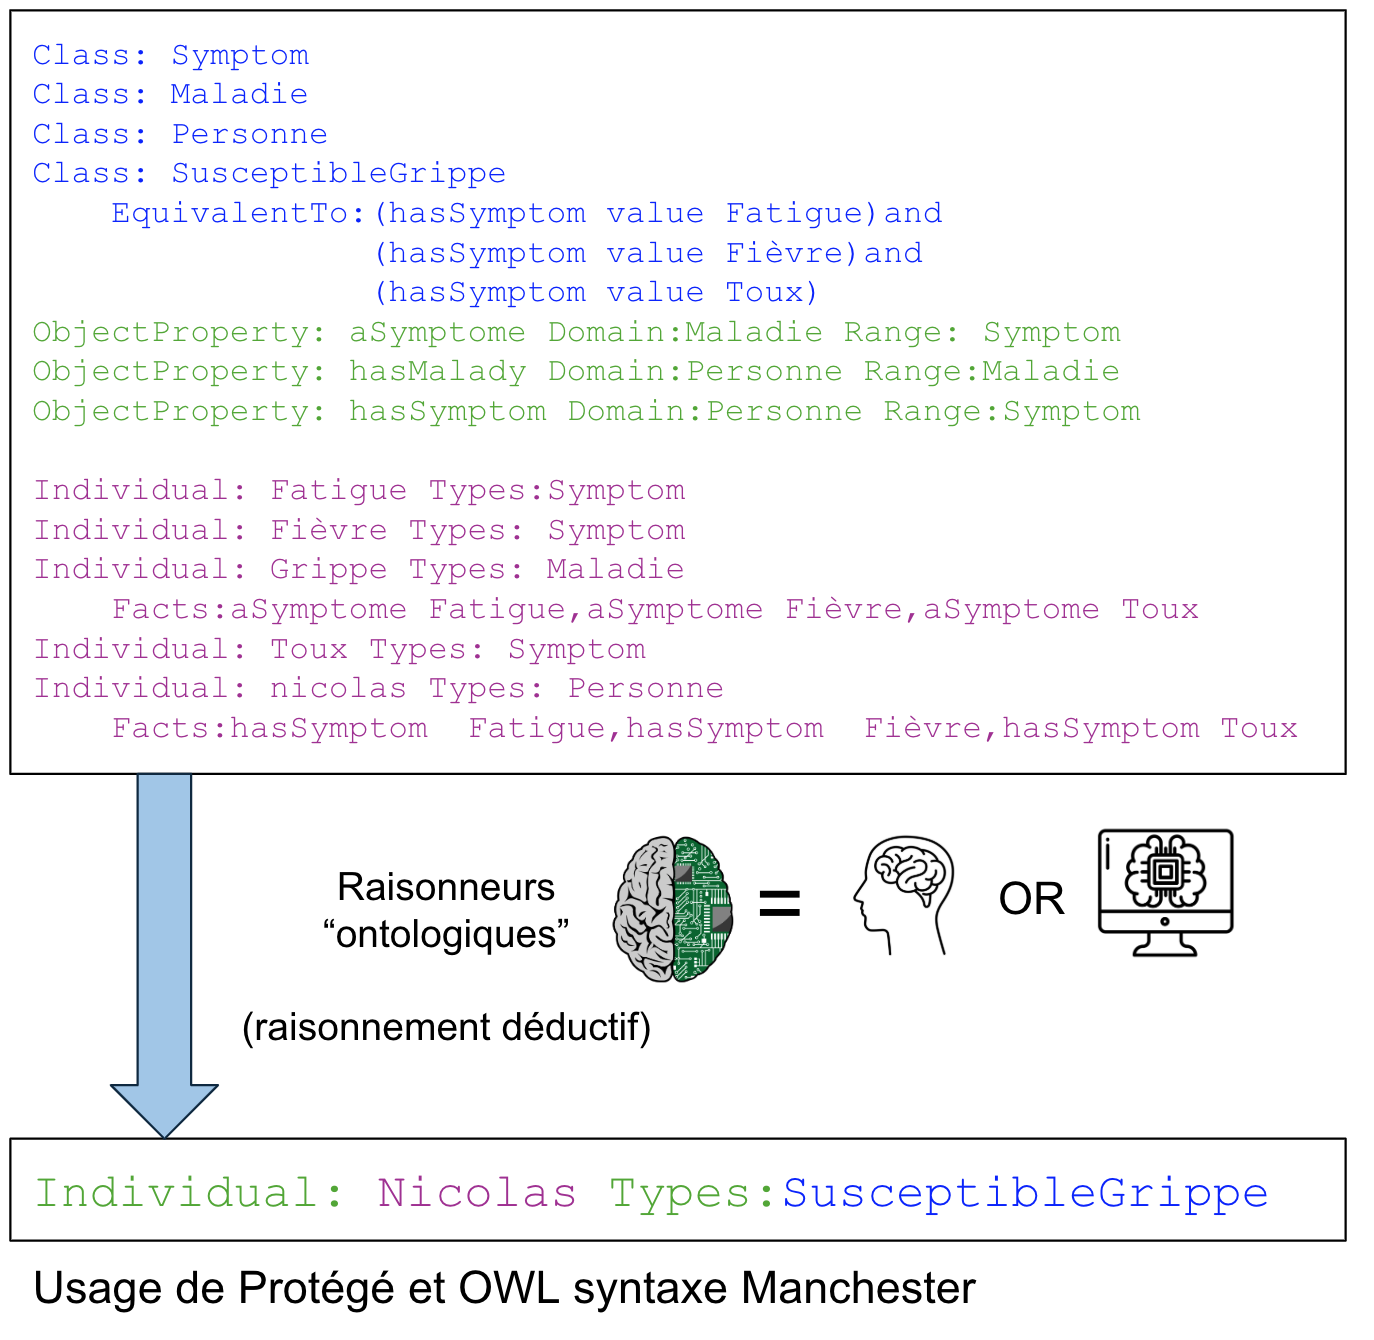 Class: Symptom
Class: Maladie
Class: Personne
Class: SusceptibleGrippe
EquivalentTo:(hasSymptom value Fatigue)and
(hasSymptom value Fièvre)and
(hasSymptom value Toux)
ObjectProperty: aSymptome Domain:Maladie Range: Symptom
ObjectProperty: hasMalady Domain:Personne Range:Maladie
ObjectProperty: hasSymptom Domain:Personne Range:Symptom
Individual: Fatigue Types:Symptom
Individual: Fièvre Types: Symptom
Individual: Grippe Types: Maladie
Facts:aSymptome Fatigue,aSymptome Fièvre,aSymptome Toux
Individual: Toux Types: Symptom
Individual: nicolas Types: Personne
Facts:hasSymptom  Fatigue,hasSymptom  Fièvre,hasSymptom Toux
Raisonneurs
“ontologiques”
=
OR
(raisonnement déductif)
Individual: Nicolas Types:SusceptibleGrippe
Usage de Protégé et OWL syntaxe Manchester